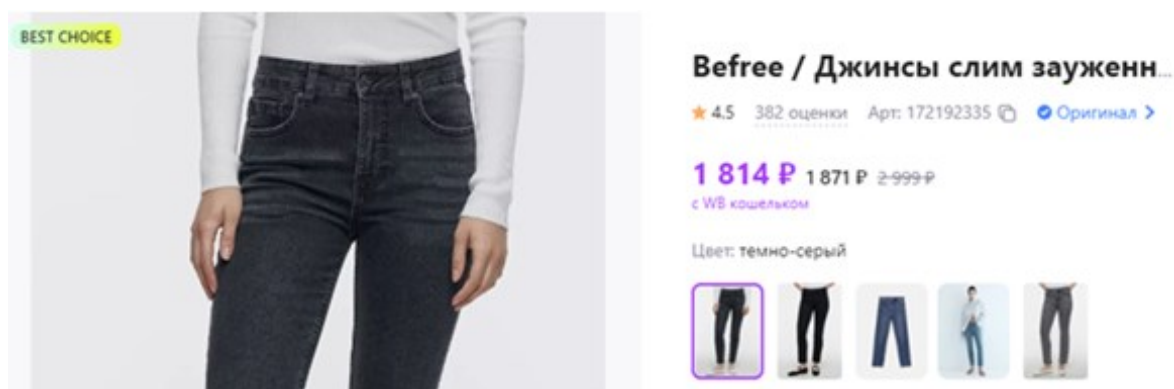 BEST CHOICE
Befree / Джинсы слим зауженн...
4.5 382 оценки Арт: 172192335 Оригинал
1 814 ₽ 1 871 ₽ 2 999 ₽
с WB кошельком
Цвет: темно-серый